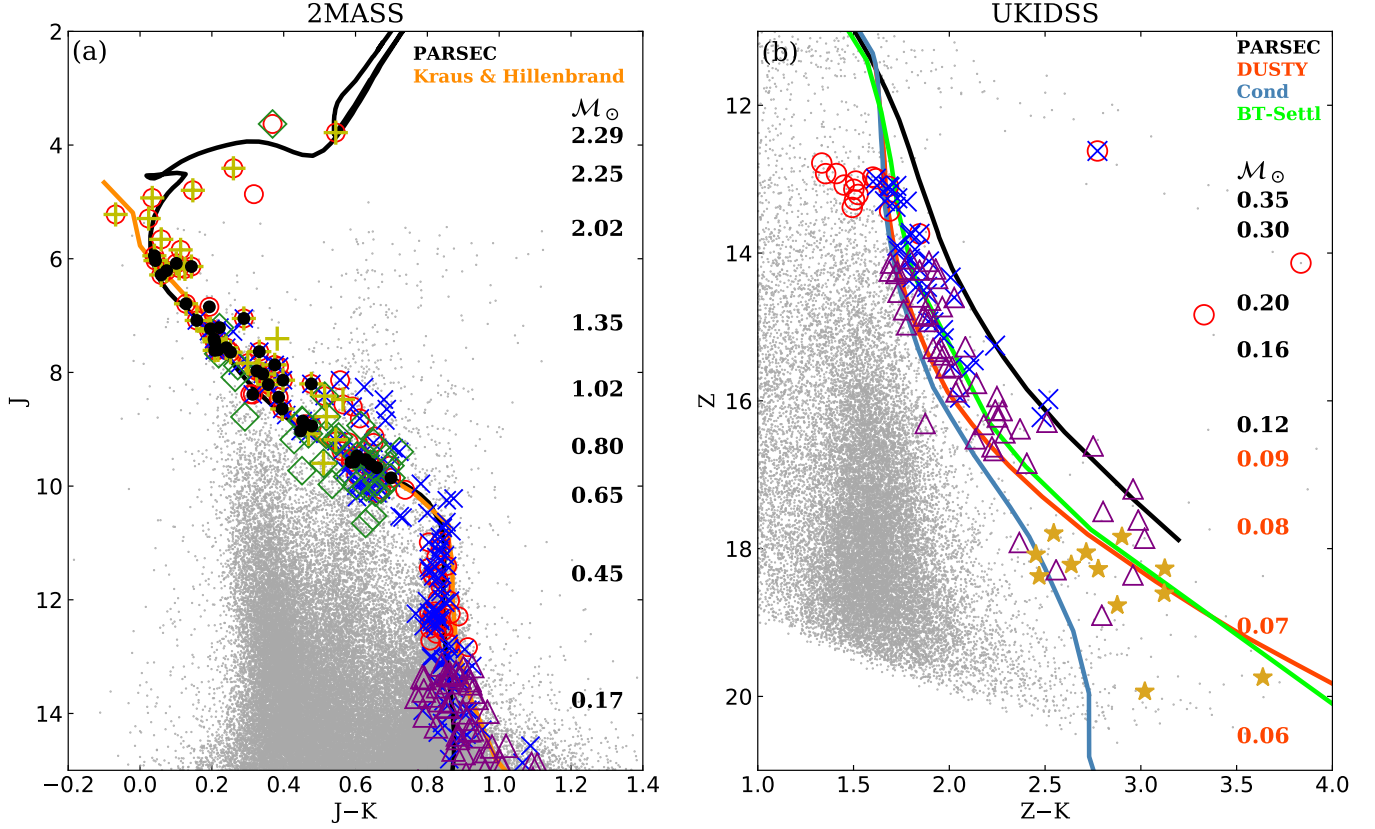 2MASS
(a)
PARSEC
Kraus & Hillenbrand
ℳ⊙
2.29
2.25
2.02
1.35
1.02
0.80
0.65
0.45
0.17
2
4
6
8
10
12
14
J
−0.2 0.0 0.2 0.4 0.6 0.8 1.0 1.2 1.4
J−K
UKIDSS
(b)
PARSEC
DUSTY
Cond
BT-Settl
ℳ⊙
0.35
0.30
0.20
0.16
0.12
0.09
0.08
0.07
0.06
12
14
16
18
20
Z
1.0 1.5 2.0 2.5 3.0 3.5 4.0
Z−K